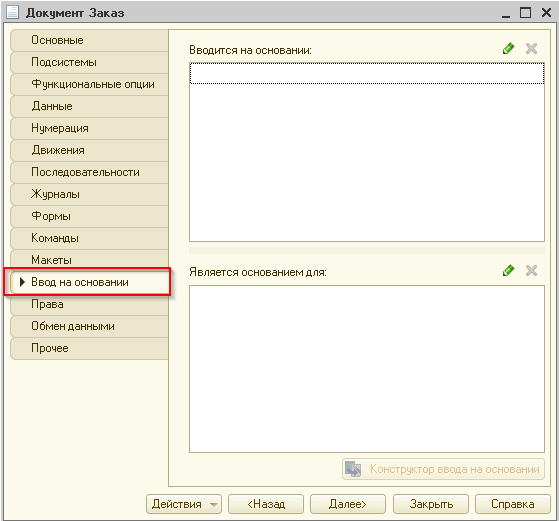 Документ Заказ
Основные
Подсистемы
Функциональные опции
Данные
Нумерация
Движения
Последовательности
Журналы
Формы
Команды
Макеты
Ввод на основании
Права
Обмен данными
Прочее
Вводится на основании:
Является основанием для:
Конструктор ввода на основании
Действия
<Назад
Далее>
Закрыть
Справка